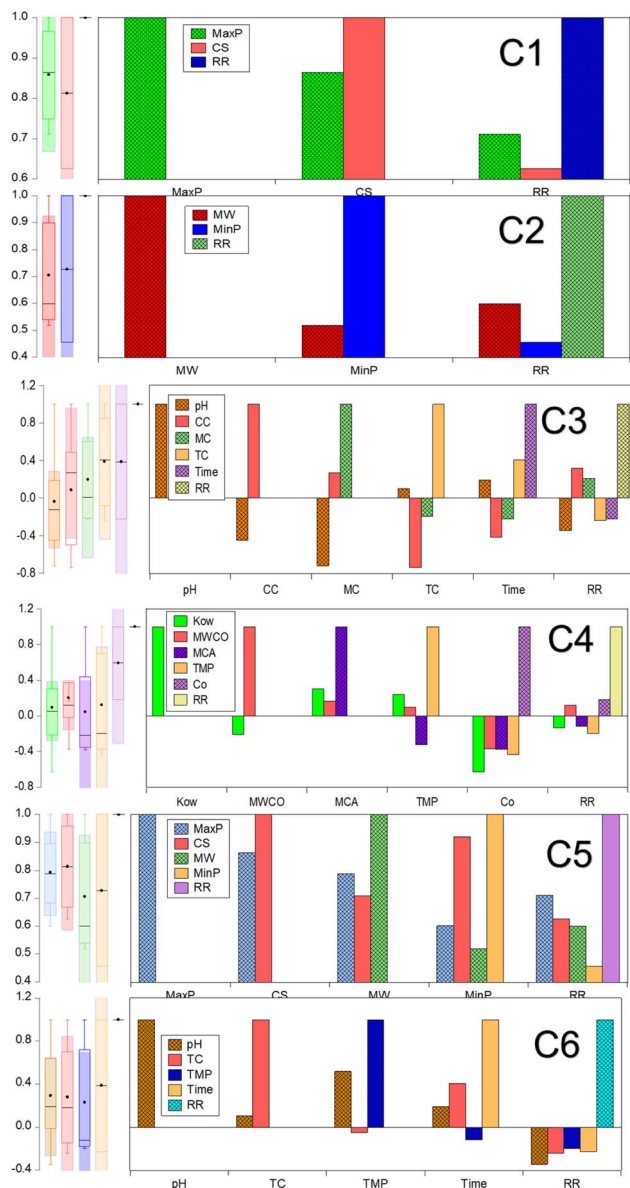 1.0
0.9
0.8
0.7
0.6
MaxP
CS
RR
C1
MaxP CS RR
1.0
0.9
0.8
0.7
0.6
0.5
0.4
MW
MinP
RR
C2
MW MinP RR
1.2
0.8
0.4
0.0
-0.4
-0.8
pH
CC
MC
TC
Time
RR
C3
pH CC MC TC Time RR
1.2
0.8
0.4
0.0
-0.4
-0.8
Kow
MWCO
MCA
TMP
Co
RR
C4
Kow MWCO MCA TMP Co RR
1.0
0.9
0.8
0.7
0.6
0.5
0.4
MaxP
CS
MW
MinP
RR
C5
MaxP CS MW MinP RR
1.2
0.8
0.4
0.0
-0.4
pH
TC
TMP
Time
RR
C6
pH TC TMP Time RR